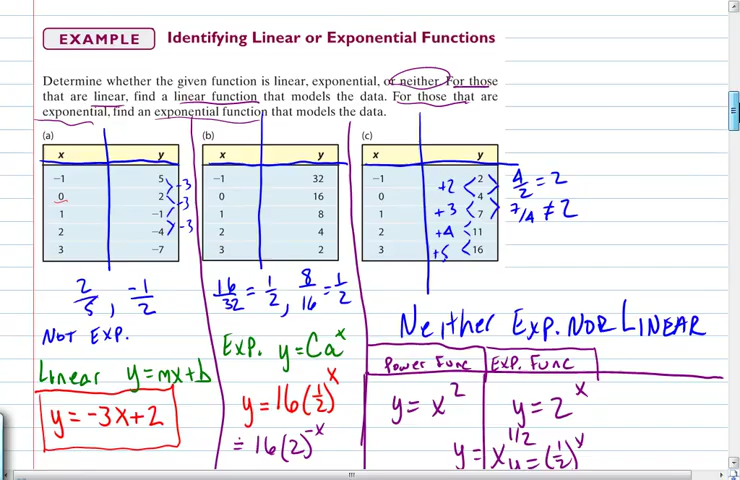 EXAMPLE Identifying Linear or Exponential Functions
Determine whether the given function is linear, exponential, or neither. For those
that are linear, find a linear function that models the data. For those that are
exponential, find an exponential function that models the data.
(a)
x y
−1 5
0 2
1 −1
2 −4
3 −7
-3
-3
-3
2/5 , -1/2
NOT EXP.
Linear y=mx+b
y=-3x+2
(b)
x y
−1 32
0 16
1 8
2 4
3 2
16/32 = 1/2, 8/16 = 1/2
EXP. y=Ca^x
y=16(1/2)^x
= 16(2)^-x
(c)
x y
−1 2
0 4
1 7
2 11
3 16
+2
+3
+4
+5
4/2 = 2
7/4 ≠ 2
Neither EXP. NOR LINEAR
Power Func EXP. Func
y = x^2 y = 2^x
y = x^1/2 y = (1/2)^x